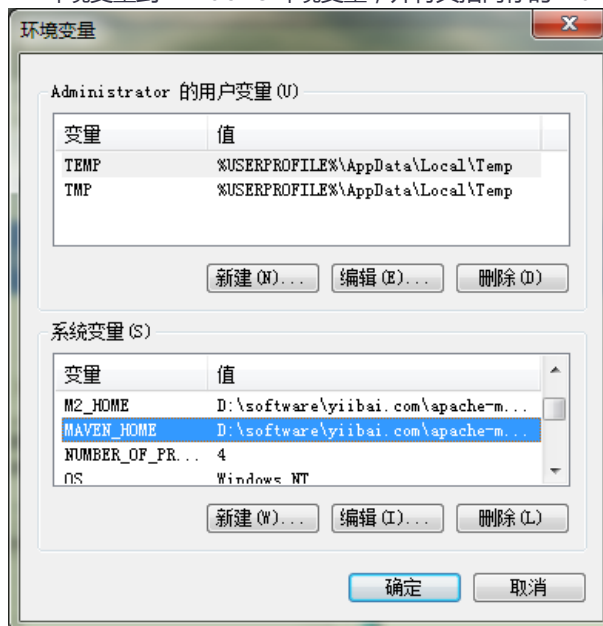 环境变量
Administrator 的用户变量(U)
变量 值
TEMP %USERPROFILE%\AppData\Local\Temp
TMP %USERPROFILE%\AppData\Local\Temp
新建(N)... 编辑(E)... 删除(D)
系统变量(S)
变量 值
M2_HOME D:\software\yiibai.com\apache-m...
MAVEN_HOME D:\software\yiibai.com\apache-m...
NUMBER_OF_PR... 4
OS Windows NT
新建(W)... 编辑(I)... 删除(L)
确定 取消